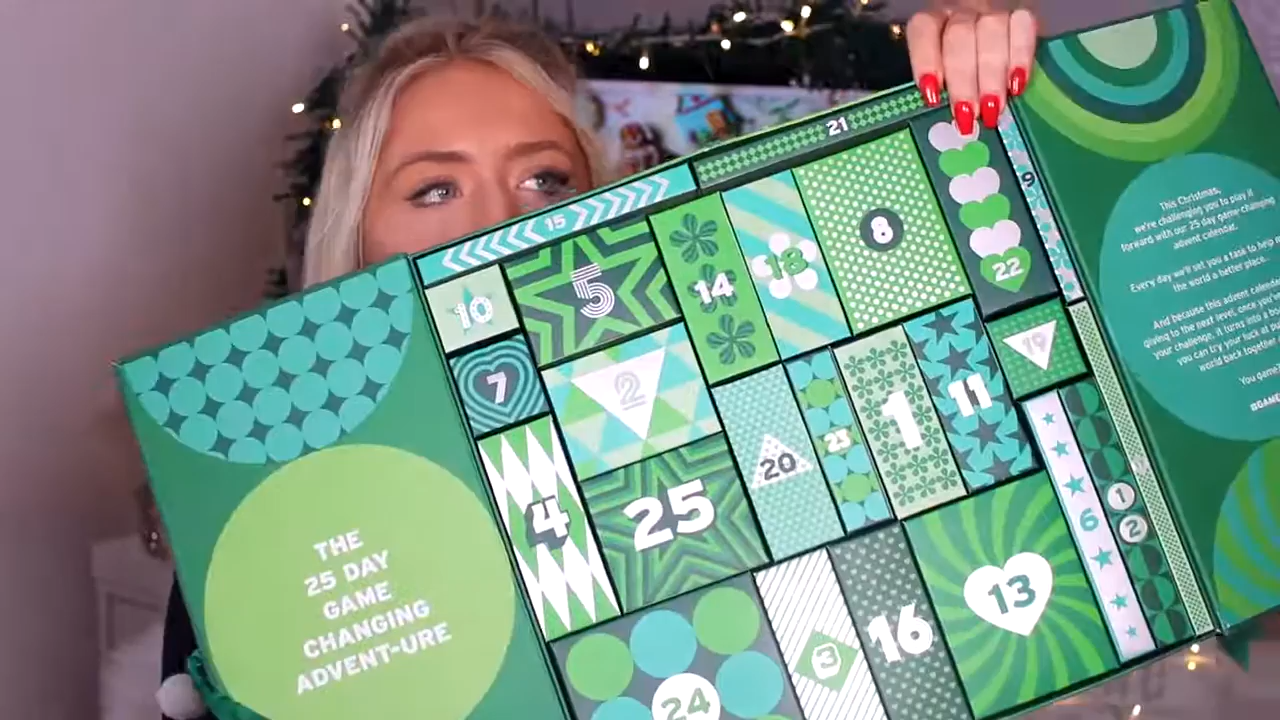 THE
25 DAY
GAME
CHANGING
ADVENT-URE
15
21
10
5
14
18
8
22
9
7
2
20
23
1
11
19
4
25
6
1
2
24
3
16
13
This Christmas,
we're challenging you to play it
forward with our 25 day game-changing
advent calendar.
Every day we'll set you a task to help
the world a better place...
And because this advent calendar
giving to the next level, once you've
your challenge, it turns into a
you can try your luck at
world back together
You game?